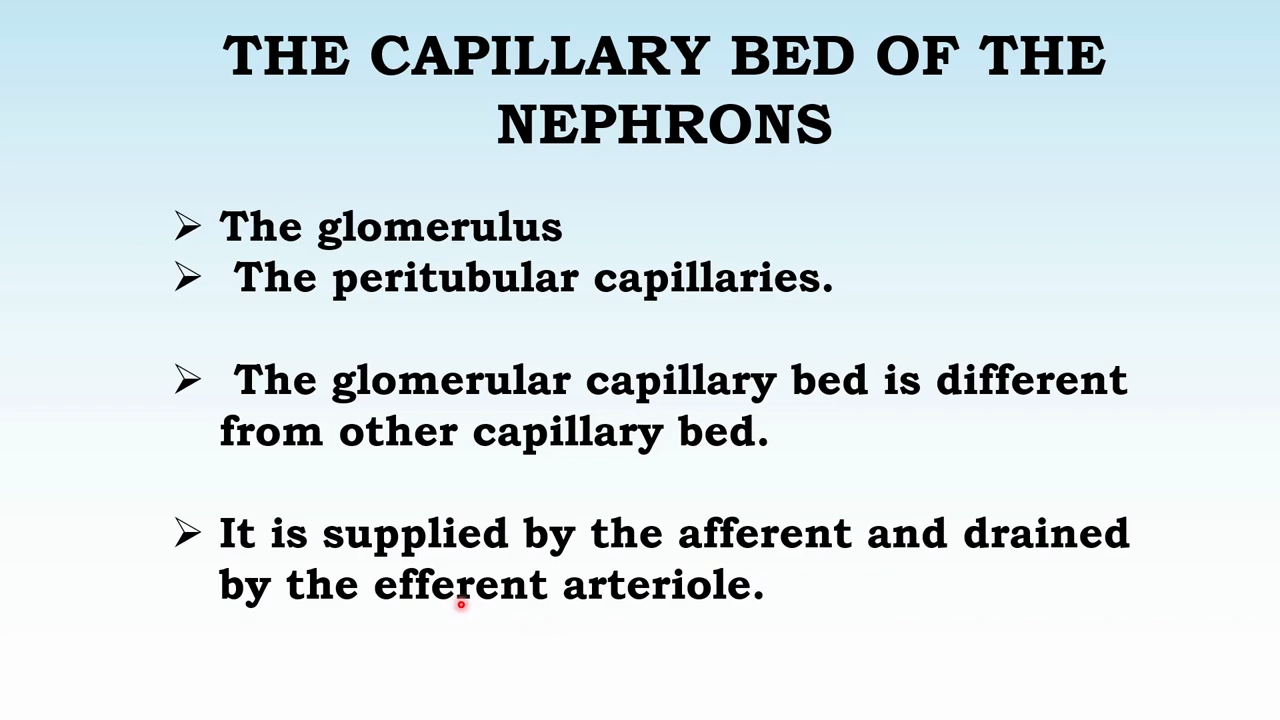 THE CAPILLARY BED OF THE
NEPHRONS
➢ The glomerulus
➢ The peritubular capillaries.
➢ The glomerular capillary bed is different
from other capillary bed.
➢ It is supplied by the afferent and drained
by the efferent arteriole.